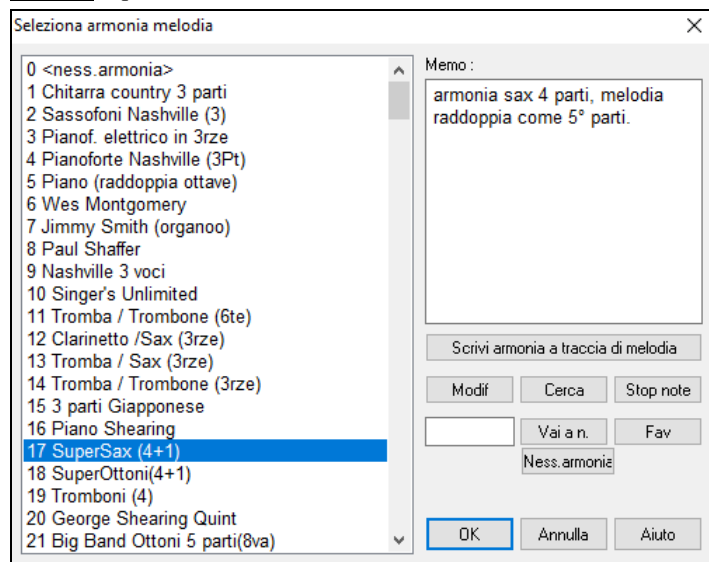 Seleziona armonia melodia
0 <ness.armonia>
1 Chitarra country 3 parti
2 Sassofoni Nashville (3)
3 Pianof. elettrico in 3rze
4 Pianoforte Nashville (3Pt)
5 Piano (raddoppia ottave)
6 Wes Montgomery
7 Jimmy Smith (organoo)
8 Paul Shaffer
9 Nashville 3 voci
10 Singer's Unlimited
11 Tromba / Trombone (6te)
12 Clarinetto /Sax (3rze)
13 Tromba / Sax (3rze)
14 Tromba / Trombone (3rze)
15 3 parti Giapponese
16 Piano Shearing
17 SuperSax (4+1)
18 SuperOttoni(4+1)
19 Tromboni (4)
20 George Shearing Quint
21 Big Band Ottoni 5 parti(8va)
Memo :
armonia sax 4 parti, melodia
raddoppia come 5° parti.
Scrivi armonia a traccia di melodia
Modif Cerca Stop note
Vai a n. Fav
Ness.armonia
OK Annulla Aiuto